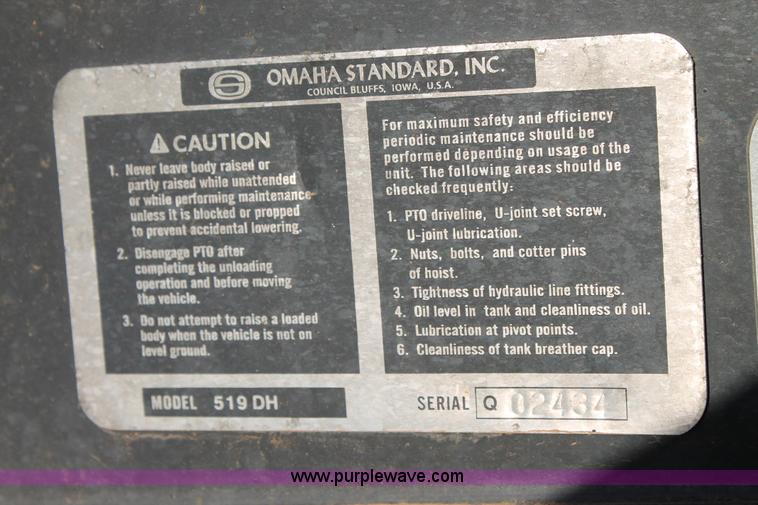 OMAHA STANDARD, INC.
COUNCIL BLUFFS, IOWA, U.S.A.
CAUTION
1. Never leave body raised or
partly raised while unattended
or while performing maintenance
unless it is blocked or propped
to prevent accidental lowering.
2. Disengage PTO after
completing the unloading
operation and before moving
the vehicle.
3. Do not attempt to raise a loaded
body when the vehicle is not on
level ground.
For maximum safety and efficiency
periodic maintenance should be
performed depending on usage of the
unit. The following areas should be
checked frequently:
1. PTO driveline, U-joint set screw,
U-joint lubrication.
2. Nuts, bolts, and cotter pins
of hoist.
3. Tightness of hydraulic line fittings.
4. Oil level in tank and cleanliness of oil.
5. Lubrication at pivot points.
6. Cleanliness of tank breather cap.
MODEL 519 DH
SERIAL Q 02434
www.purplewave.com